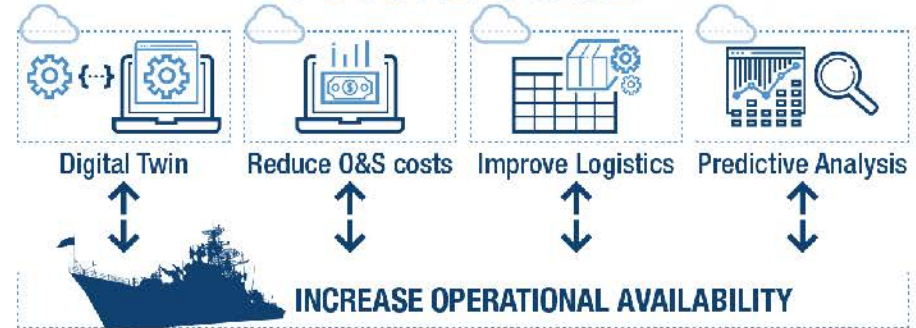 Digital Twin
Reduce O&S costs
Improve Logistics
Predictive Analysis
INCREASE OPERATIONAL AVAILABILITY